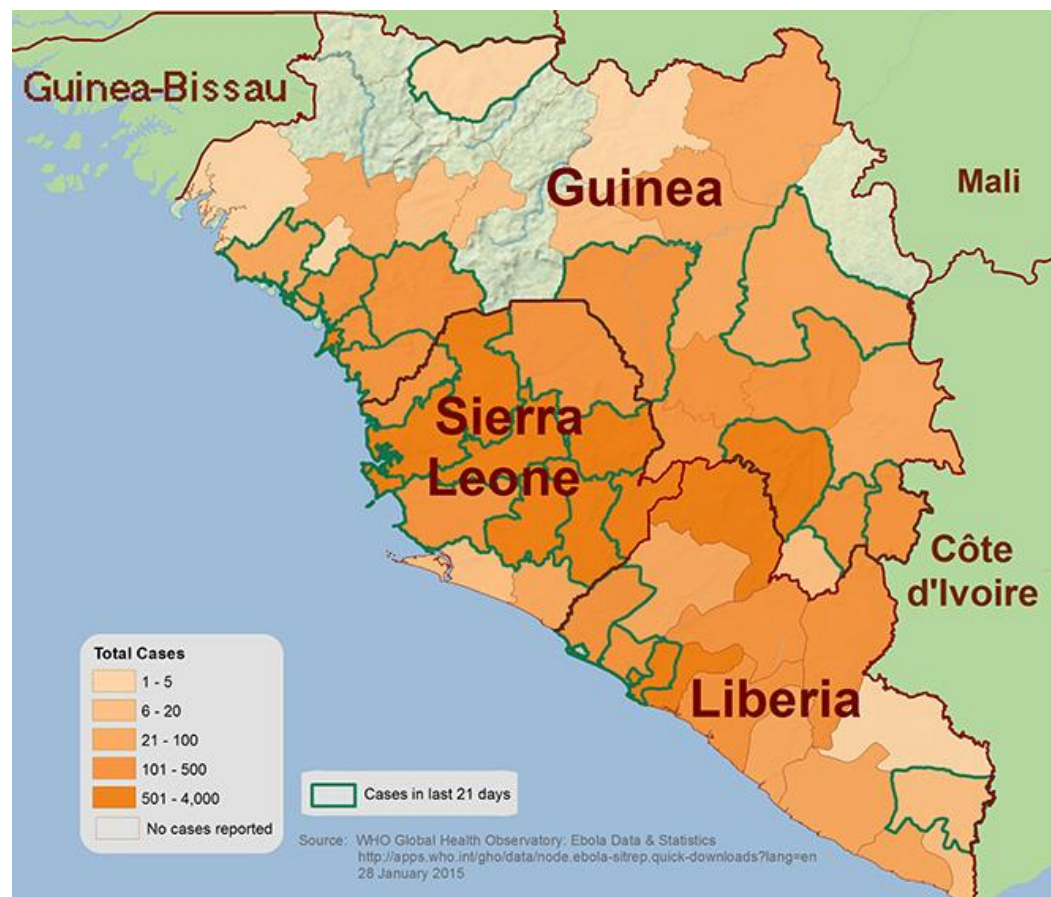 Guinea-Bissau
Guinea
Mali
Sierra
Leone
Côte
d'Ivoire
Liberia
Total Cases
1 - 5
6 - 20
21 - 100
101 - 500
501 - 4,000
No cases reported
Cases in last 21 days
Source: WHO Global Health Observatory: Ebola Data & Statistics
http://apps.who.int/gho/data/node.ebola-sitrep.quick-downloads?lang=en
28 January 2015